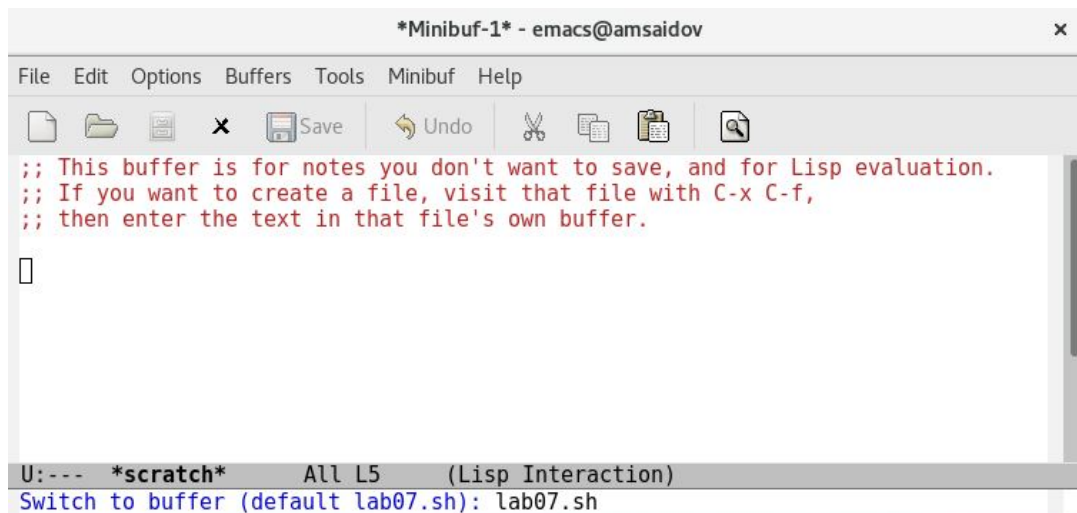 *Minibuf-1* - emacs@amsaidov ×
File Edit Options Buffers Tools Minibuf Help
Save Undo
;; This buffer is for notes you don't want to save, and for Lisp evaluation.
;; If you want to create a file, visit that file with C-x C-f,
;; then enter the text in that file's own buffer.
U:--- *scratch* All L5 (Lisp Interaction)
Switch to buffer (default lab07.sh): lab07.sh